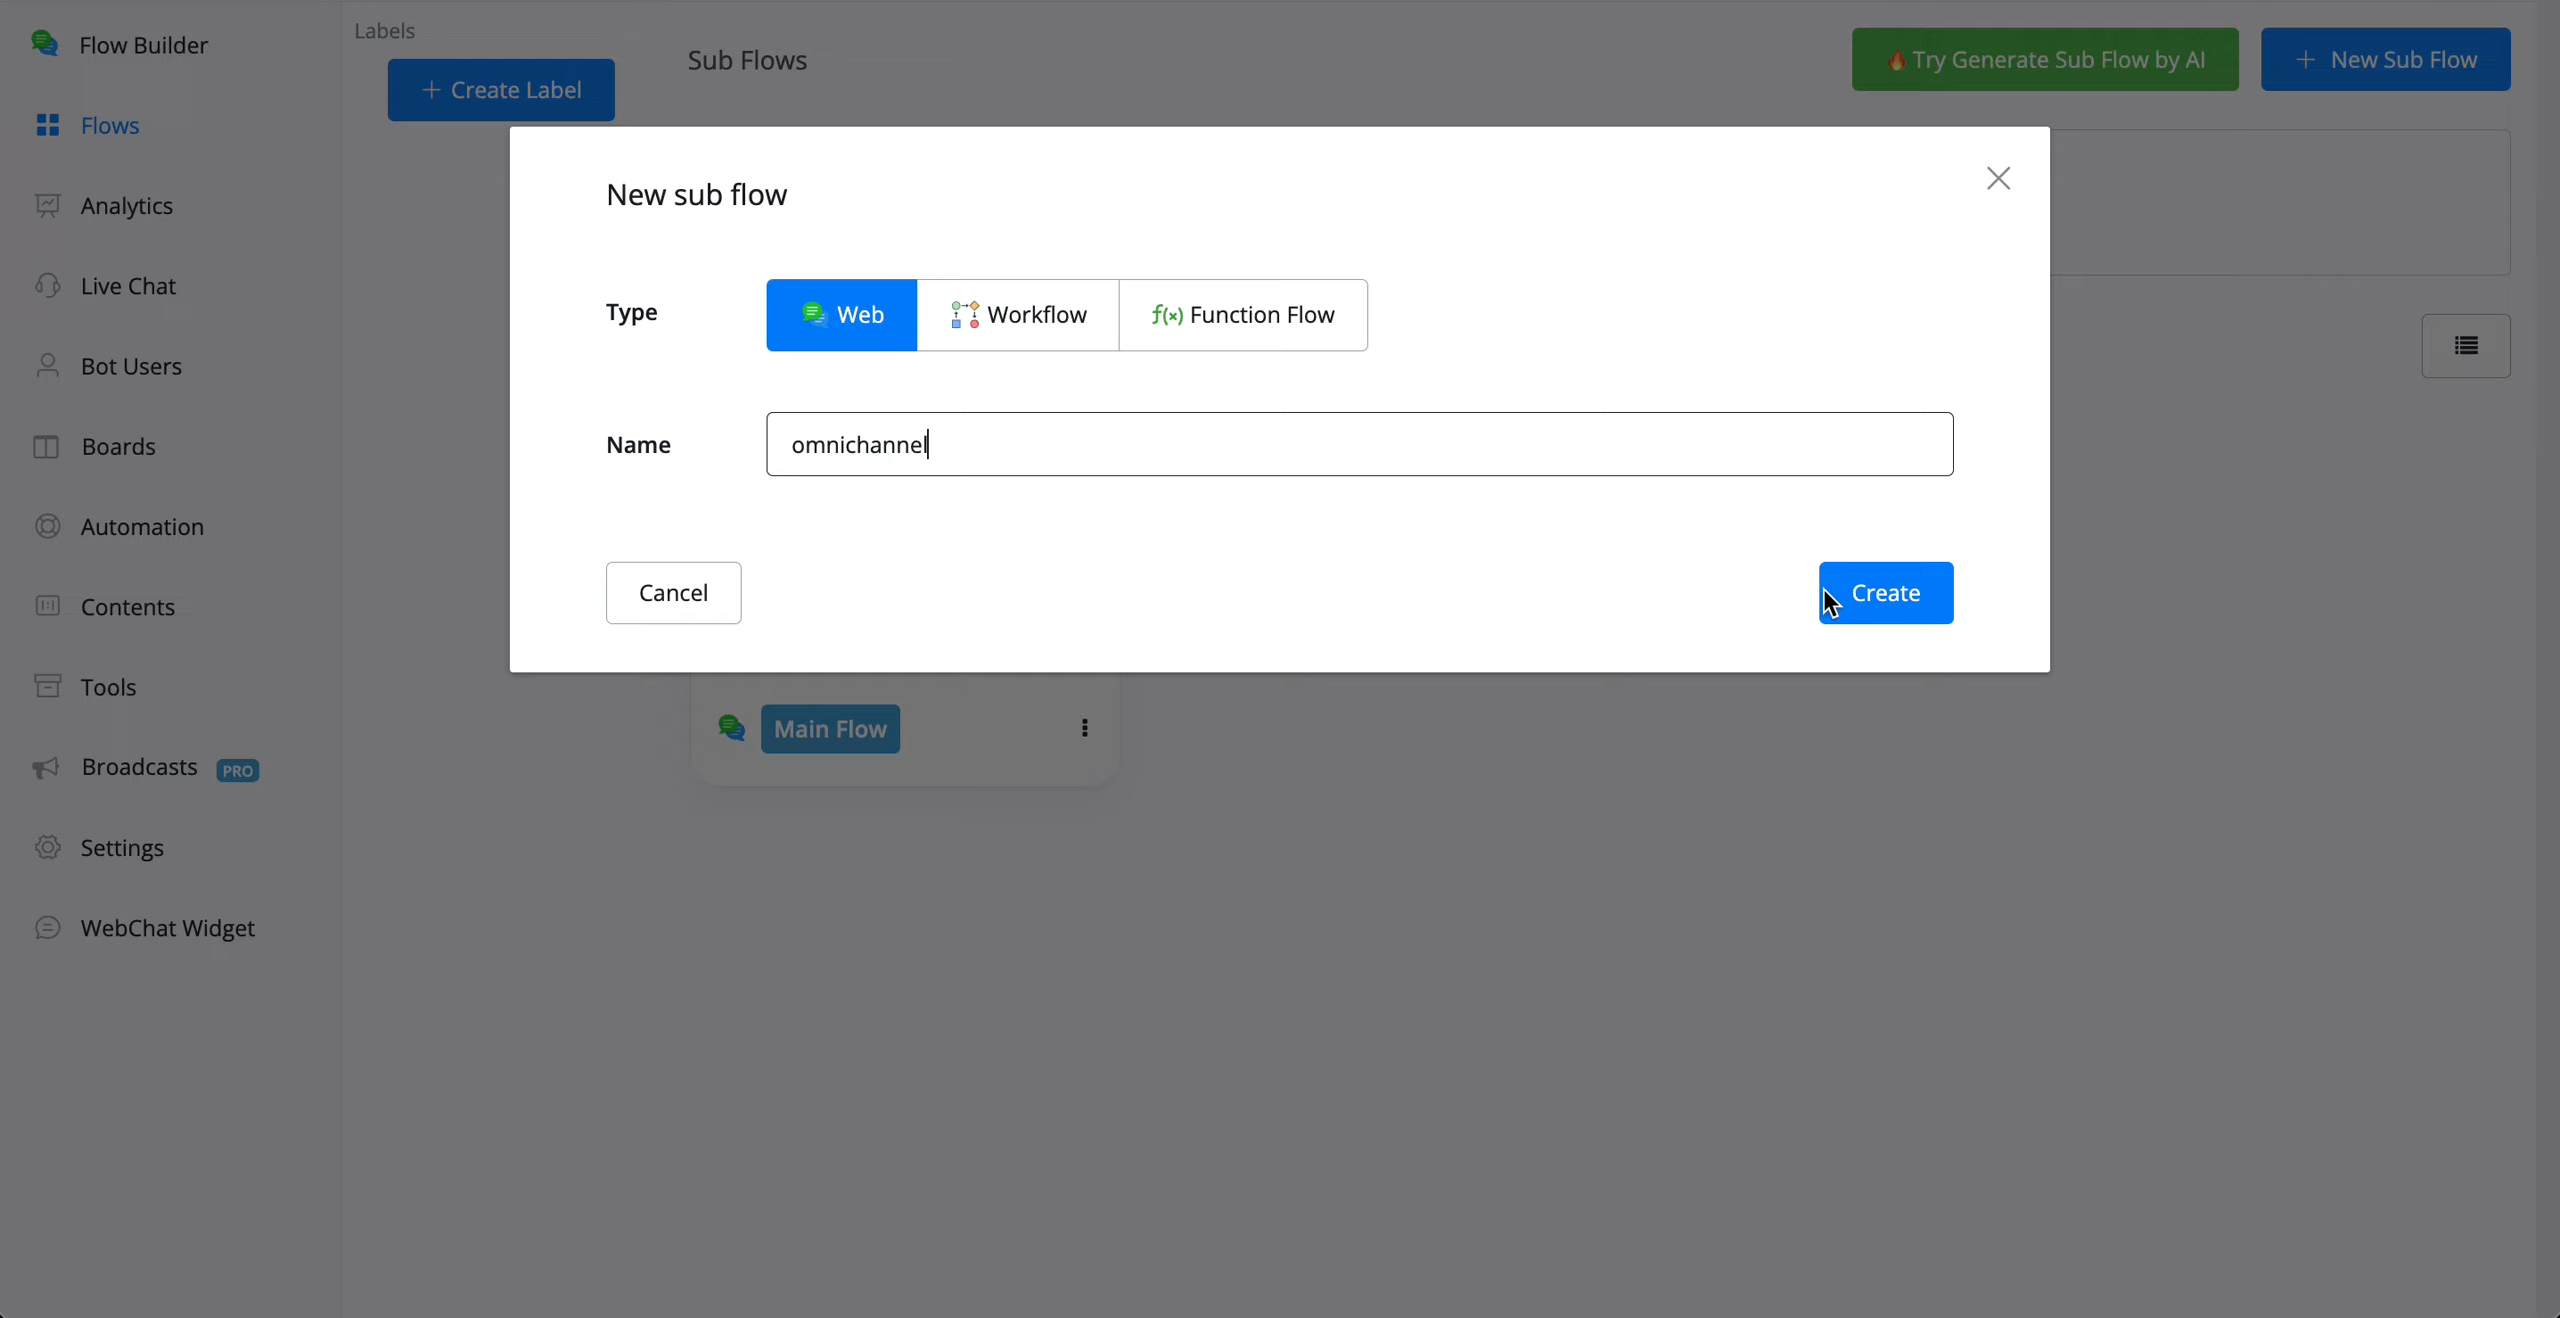 Flow Builder
Flows
Analytics
Live Chat
Bot Users
Boards
Automation
Contents
Tools
Broadcasts PRO
Settings
WebChat Widget
Labels
+ Create Label
Sub Flows
🔥Try Generate Sub Flow by AI
+ New Sub Flow
New sub flow
Type
Web
Workflow
f(x) Function Flow
Name
omnichannel
Cancel
Create
Main Flow